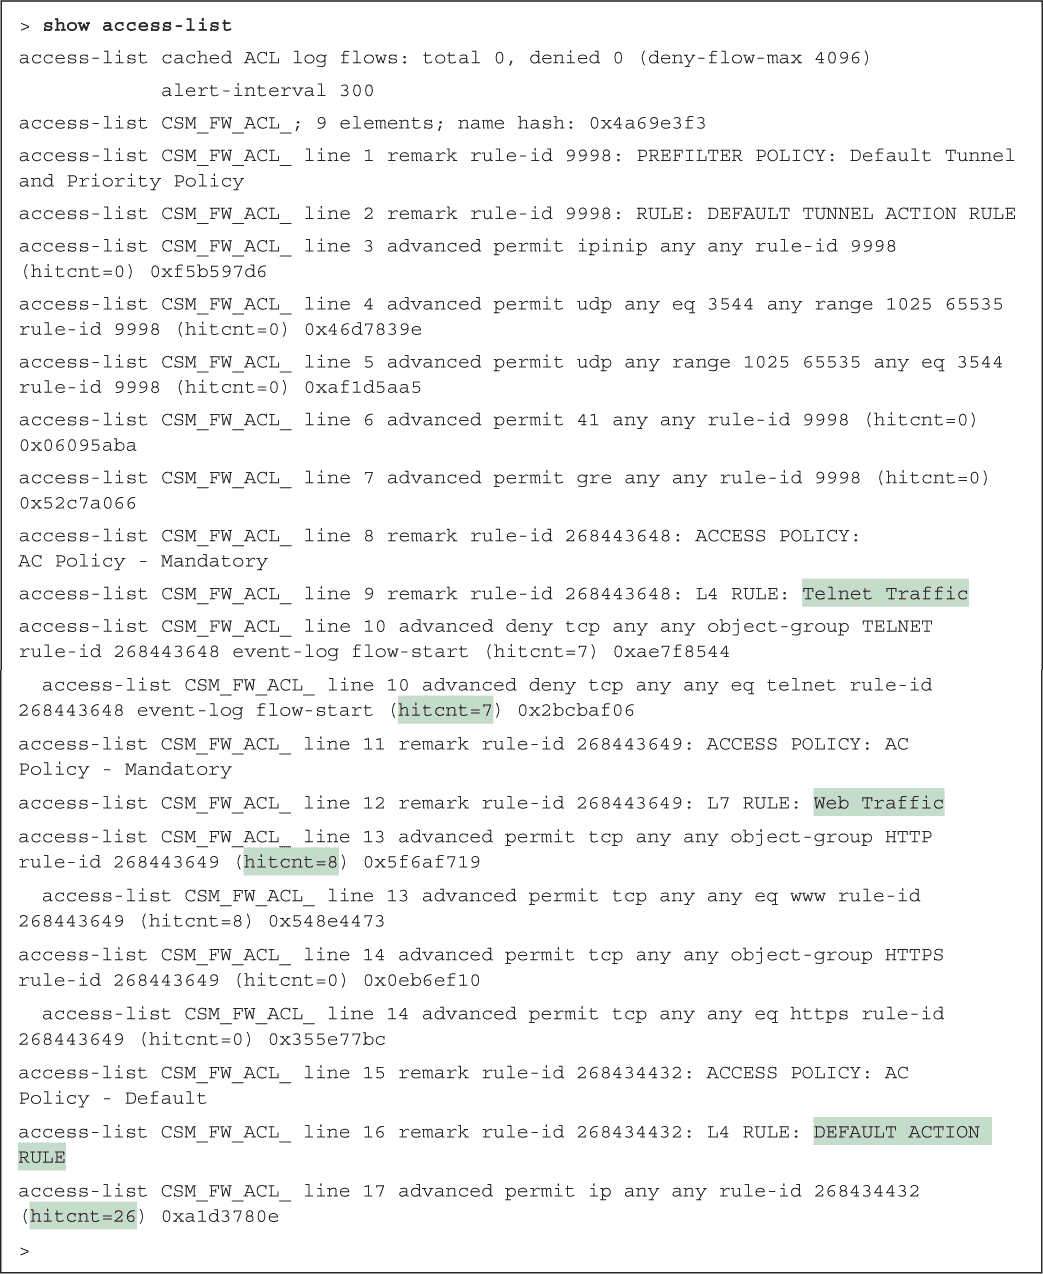 > show access-list
access-list cached ACL log flows: total 0, denied 0 (deny-flow-max 4096)
alert-interval 300
access-list CSM_FW_ACL_; 9 elements; name hash: 0x4a69e3f3
access-list CSM_FW_ACL_ line 1 remark rule-id 9998: PREFILTER POLICY: Default Tunnel
and Priority Policy
access-list CSM_FW_ACL_ line 2 remark rule-id 9998: RULE: DEFAULT TUNNEL ACTION RULE
access-list CSM_FW_ACL_ line 3 advanced permit ipinip any any rule-id 9998
(hitcnt=0) 0xf5b597d6
access-list CSM_FW_ACL_ line 4 advanced permit udp any eq 3544 any range 1025 65535
rule-id 9998 (hitcnt=0) 0x46d7839e
access-list CSM_FW_ACL_ line 5 advanced permit udp any range 1025 65535 any eq 3544
rule-id 9998 (hitcnt=0) 0xaf1d5aa5
access-list CSM_FW_ACL_ line 6 advanced permit 41 any any rule-id 9998 (hitcnt=0)
0x06095aba
access-list CSM_FW_ACL_ line 7 advanced permit gre any any rule-id 9998 (hitcnt=0)
0x52c7a066
access-list CSM_FW_ACL_ line 8 remark rule-id 268443648: ACCESS POLICY:
AC Policy - Mandatory
access-list CSM_FW_ACL_ line 9 remark rule-id 268443648: L4 RULE: Telnet Traffic
access-list CSM_FW_ACL_ line 10 advanced deny tcp any any object-group TELNET
rule-id 268443648 event-log flow-start (hitcnt=7) 0xae7f8544
access-list CSM_FW_ACL_ line 10 advanced deny tcp any any eq telnet rule-id
268443648 event-log flow-start (hitcnt=7) 0x2bcbaf06
access-list CSM_FW_ACL_ line 11 remark rule-id 268443649: ACCESS POLICY: AC
Policy - Mandatory
access-list CSM_FW_ACL_ line 12 remark rule-id 268443649: L7 RULE: Web Traffic
access-list CSM_FW_ACL_ line 13 advanced permit tcp any any object-group HTTP
rule-id 268443649 (hitcnt=8) 0x5f6af719
access-list CSM_FW_ACL_ line 13 advanced permit tcp any any eq www rule-id
268443649 (hitcnt=8) 0x548e4473
access-list CSM_FW_ACL_ line 14 advanced permit tcp any any object-group HTTPS
rule-id 268443649 (hitcnt=0) 0x0eb6ef10
access-list CSM_FW_ACL_ line 14 advanced permit tcp any any eq https rule-id
268443649 (hitcnt=0) 0x355e77bc
access-list CSM_FW_ACL_ line 15 remark rule-id 268434432: ACCESS POLICY: AC
Policy - Default
access-list CSM_FW_ACL_ line 16 remark rule-id 268434432: L4 RULE: DEFAULT ACTION
RULE
access-list CSM_FW_ACL_ line 17 advanced permit ip any any rule-id 268434432
(hitcnt=26) 0xa1d3780e
>